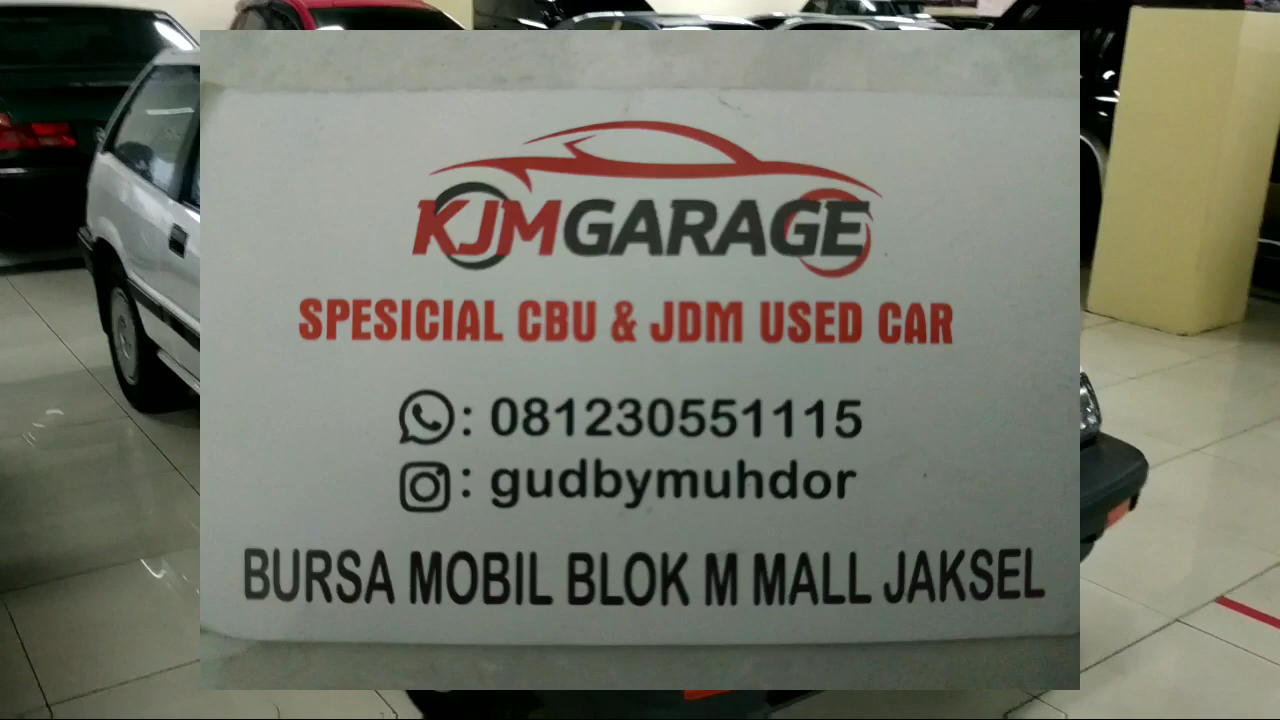 KJMGARAGE
SPESICIAL CBU & JDM USED CAR
: 081230551115
: gudbymuhdor
BURSA MOBIL BLOK M MALL JAKSEL